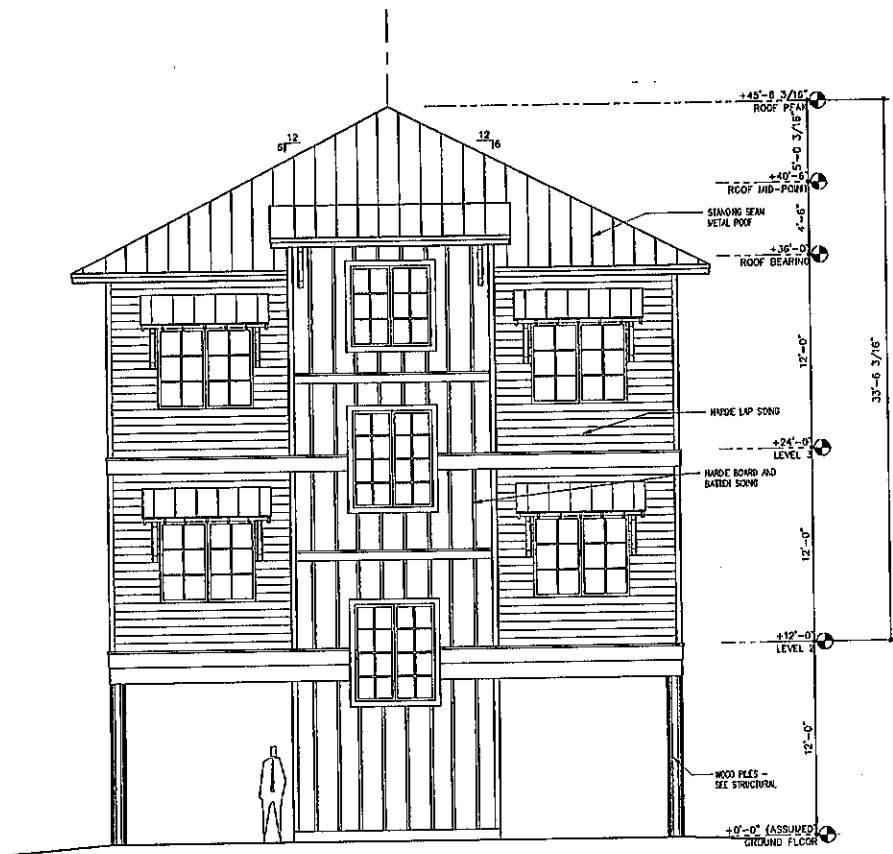 +45'-6 3/16"
ROOF PEAK
12
6
12
6
5'-0 3/16"
+40'-6"
ROOF MID-POINT
STANDING SEAM
METAL ROOF
4'-6"
+36'-0"
ROOF BEARING
12'-0"
33'-6 3/16"
HARDIE LAP SIDING
+24'-0"
LEVEL 3
HARDIE BOARD AND
BATTEN SIDING
12'-0"
+12'-0"
LEVEL 2
12'-0"
WOOD PILES -
SEE STRUCTURAL
+0'-0" (ASSUMED)
GROUND FLOOR